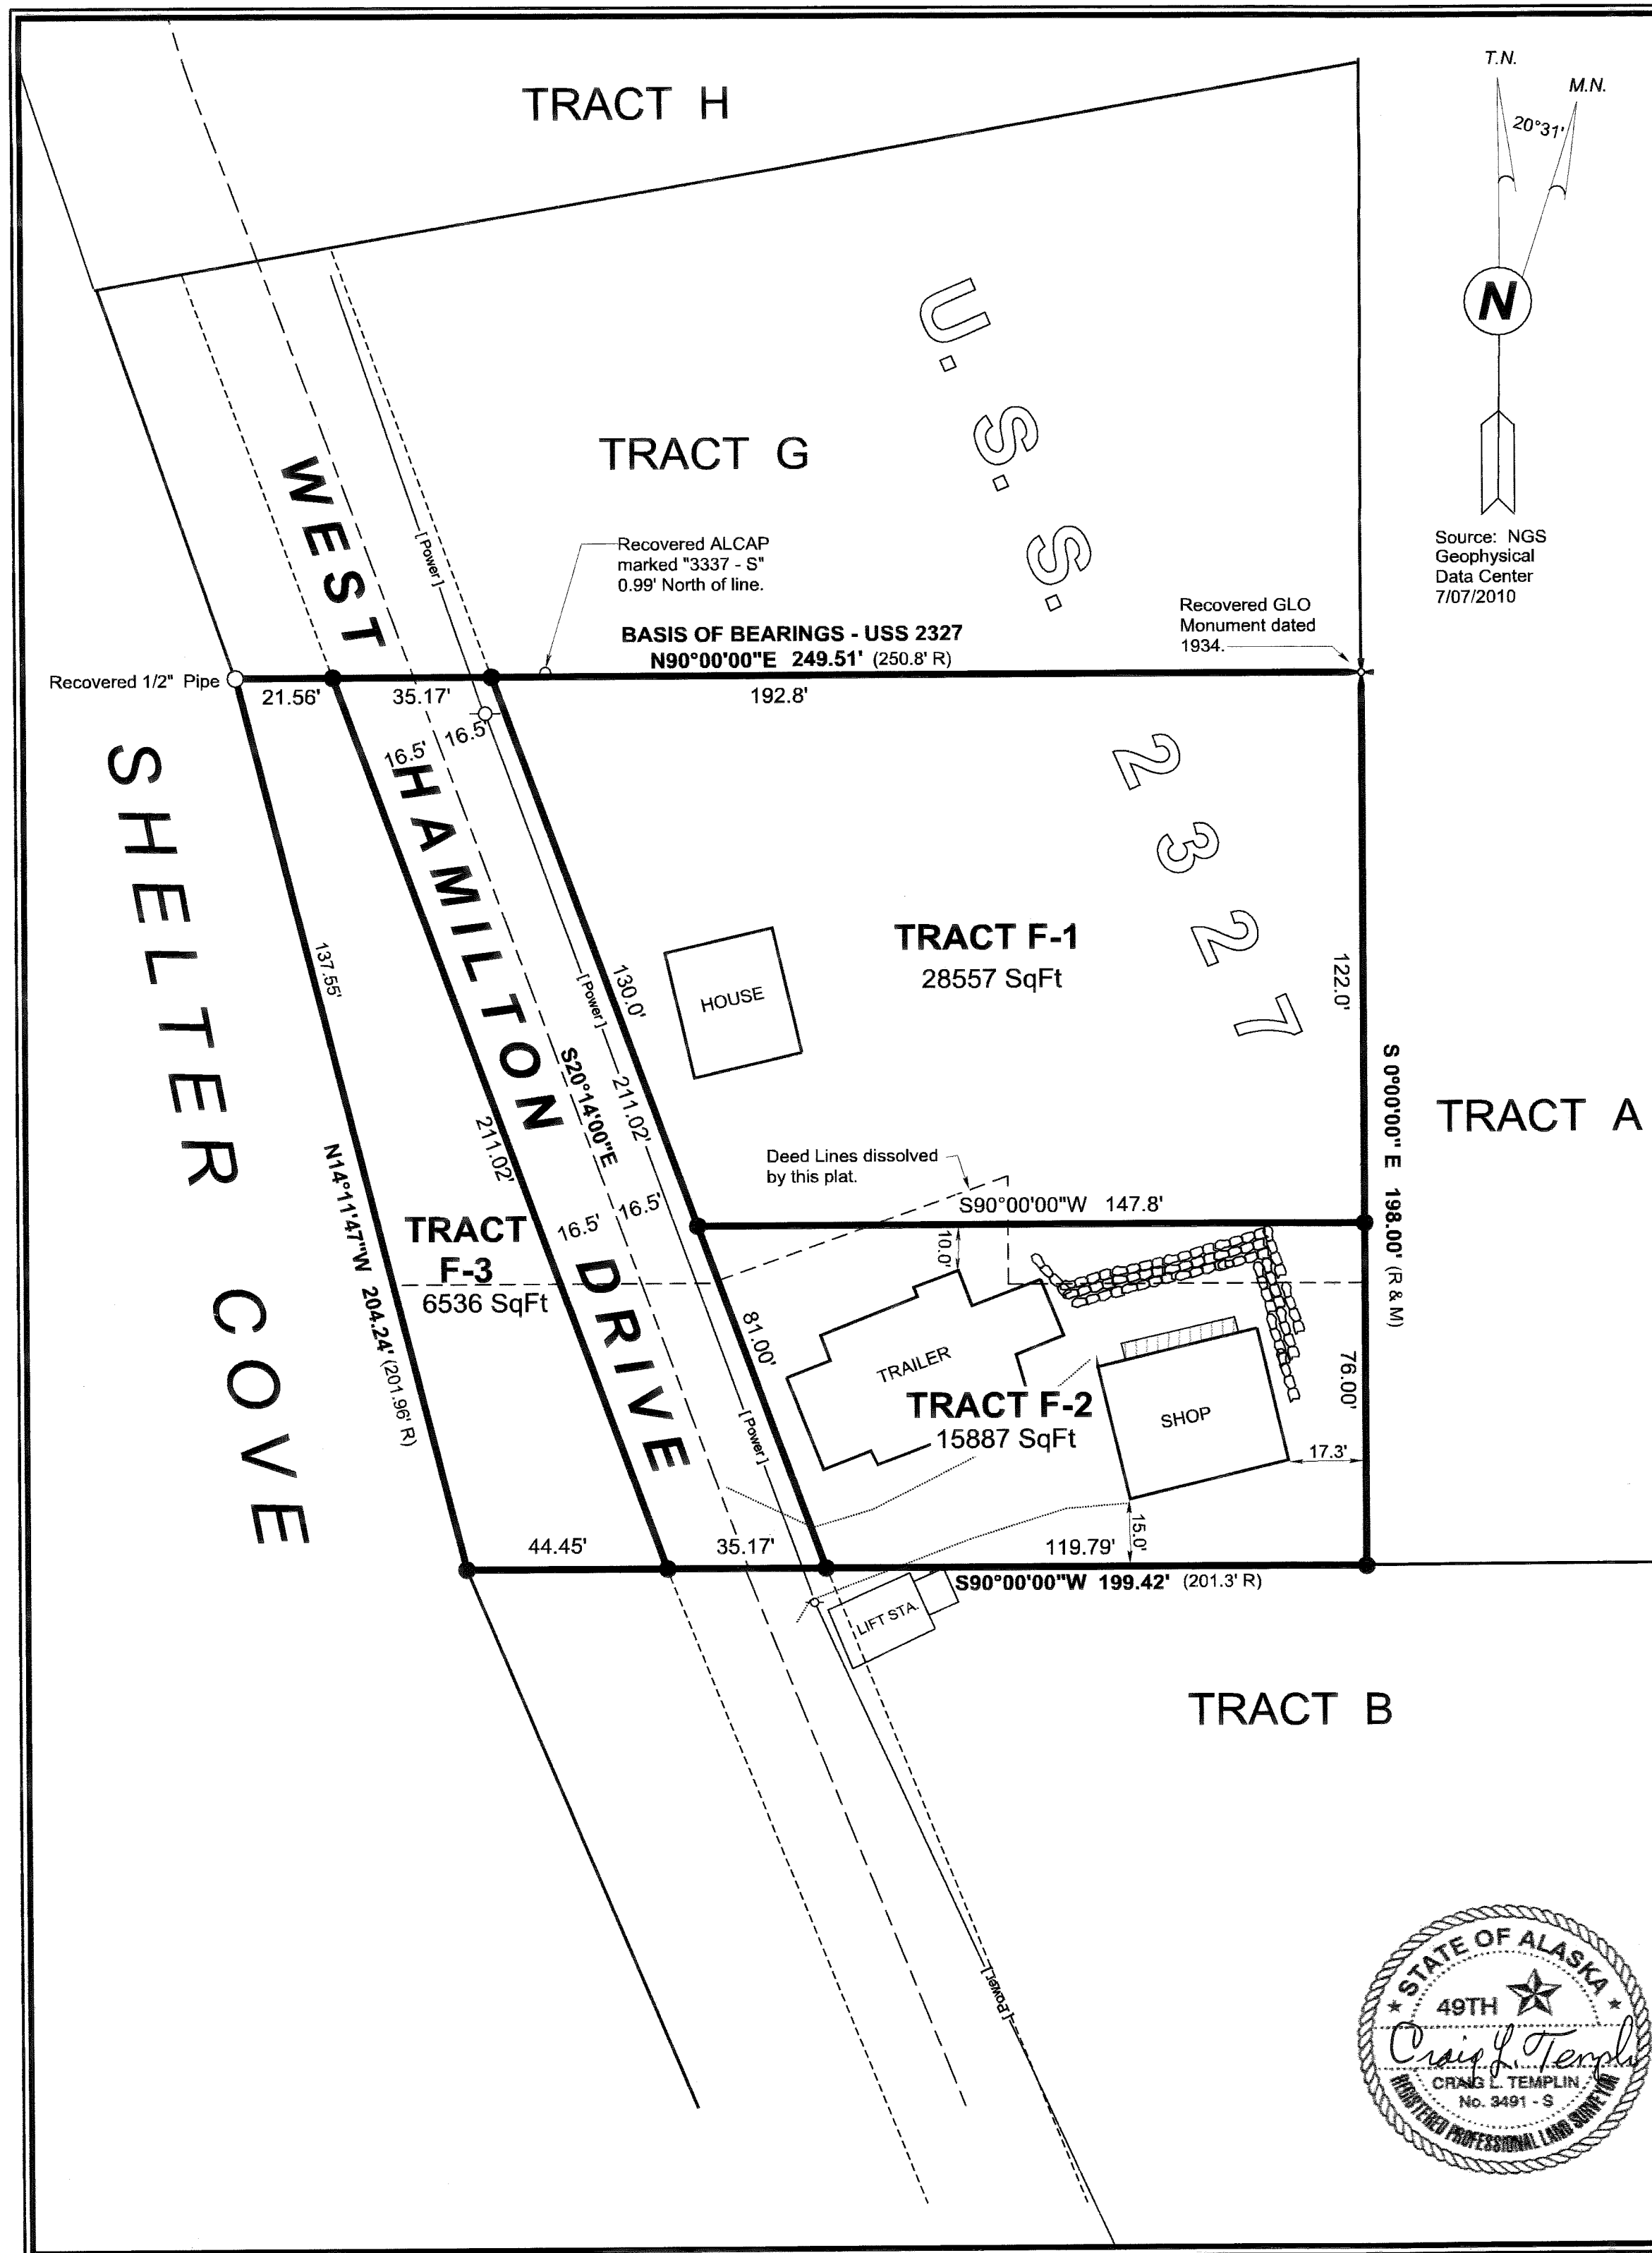 TRACT H
T.N.
M.N.
20°31'
N
Source: NGS
Geophysical
Data Center
7/07/2010
U. S. S. 2327
TRACT G
WEST HAMILTON DRIVE
[ Power ]
Recovered ALCAP
marked "3337 - S"
0.99' North of line.
Recovered GLO
Monument dated
1934.
BASIS OF BEARINGS - USS 2327
N90°00'00"E 249.51' (250.8' R)
Recovered 1/2" Pipe
21.56'
35.17'
192.8'
16.5'
16.5'
SHELTER COVE
TRACT F-1
28557 SqFt
HOUSE
137.55'
[ Power ]
130.0'
122.0'
S20°14'00"E
211.02'
211.02'
S 0°00'00" E 198.00' (R & M)
TRACT A
N14°11'47"W 204.24' (201.96' R)
Deed Lines dissolved
by this plat.
S90°00'00"W 147.8'
16.5'
16.5'
TRACT
F-3
6536 SqFt
10.0'
81.00'
TRAILER
TRACT F-2
15887 SqFt
SHOP
76.00'
17.3'
[ Power ]
15.0'
44.45'
35.17'
119.79'
S90°00'00"W 199.42' (201.3' R)
LIFT STA.
TRACT B
[ Power ]
STATE OF ALASKA
49TH
Craig L. Templin
CRAIG L. TEMPLIN
No. 3491 - S
REGISTERED PROFESSIONAL LAND SURVEYOR